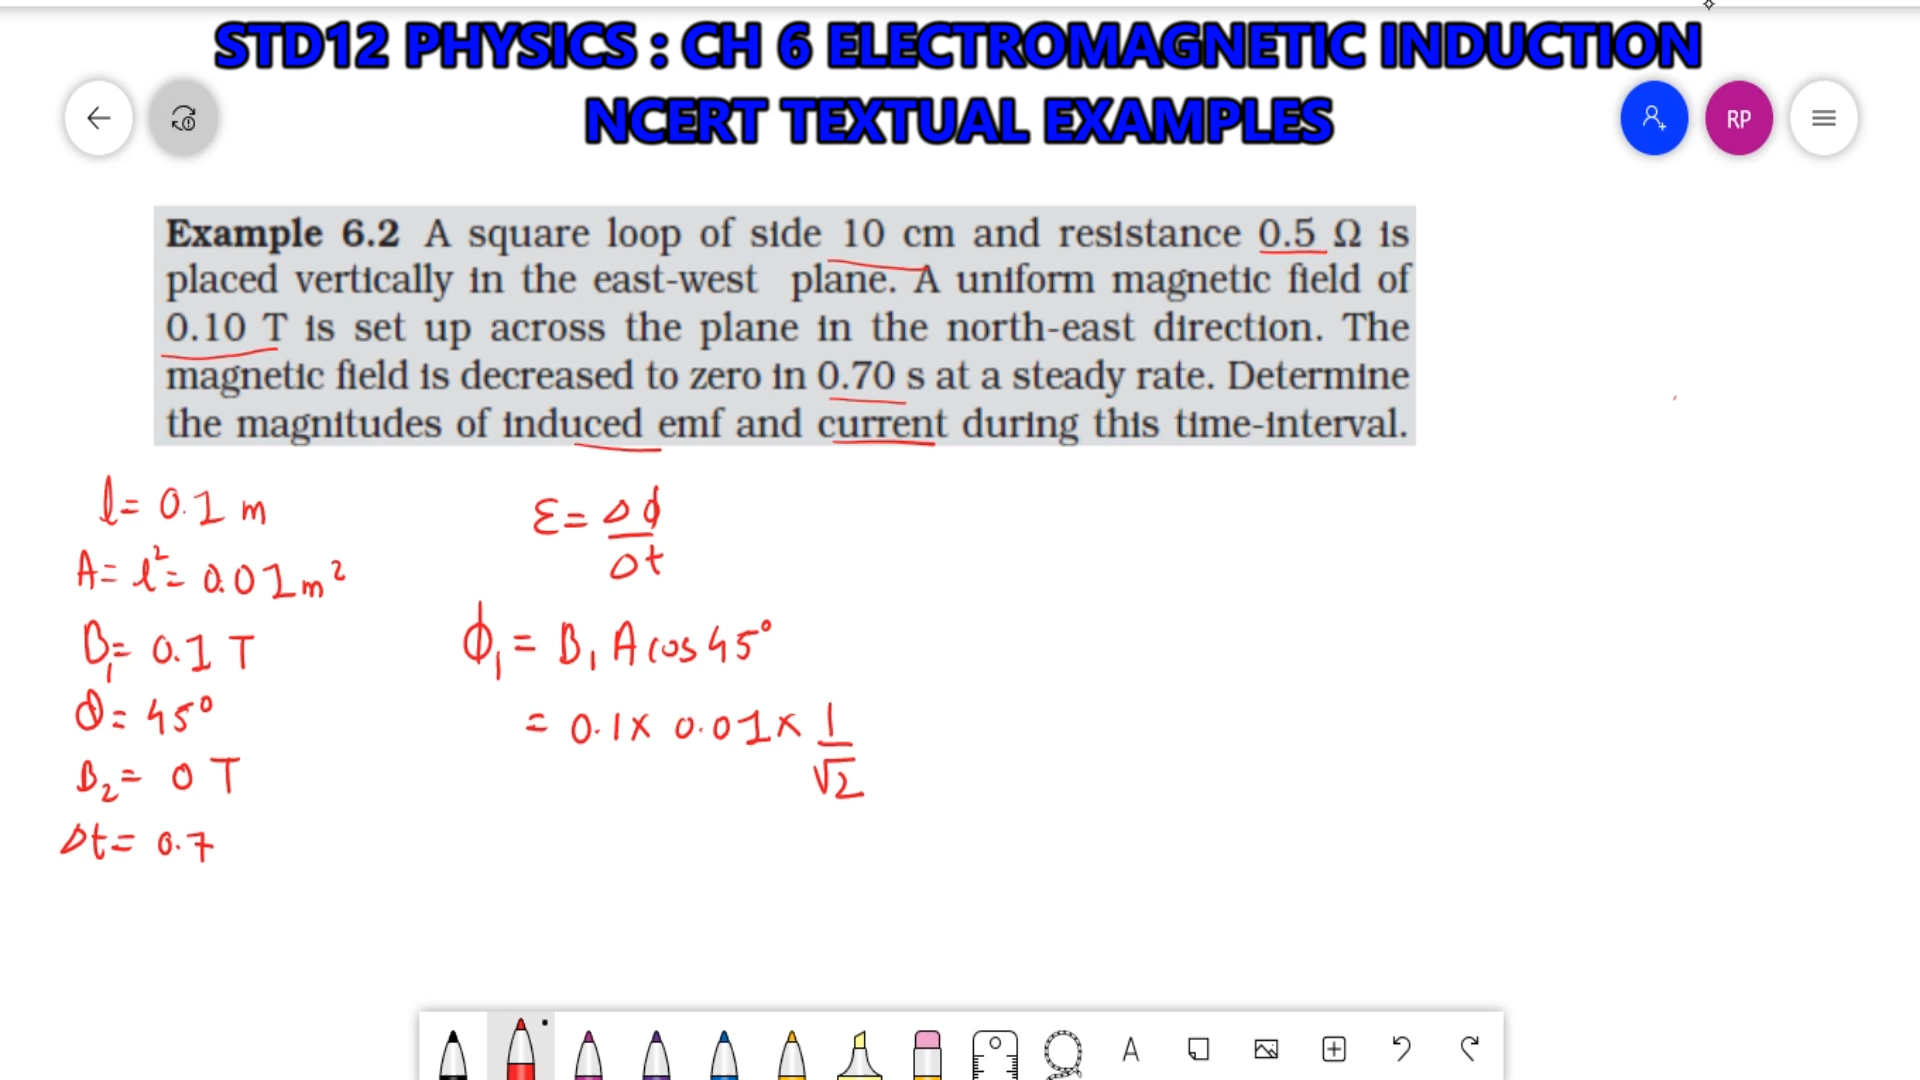 STD12 PHYSICS : CH 6 ELECTROMAGNETIC INDUCTION
NCERT TEXTUAL EXAMPLES
RP
Example 6.2 A square loop of side 10 cm and resistance 0.5 Ω is
placed vertically in the east-west plane. A uniform magnetic field of
0.10 T is set up across the plane in the north-east direction. The
magnetic field is decreased to zero in 0.70 s at a steady rate. Determine
the magnitudes of induced emf and current during this time-interval.
l = 0.1 m
A = l² = 0.01 m²
B₁ = 0.1 T
θ = 45°
B₂ = 0 T
Δt = 0.7
ε = Δϕ/Δt
ϕ₁ = B₁ A cos 45°
= 0.1 × 0.01 × 1/√2
A